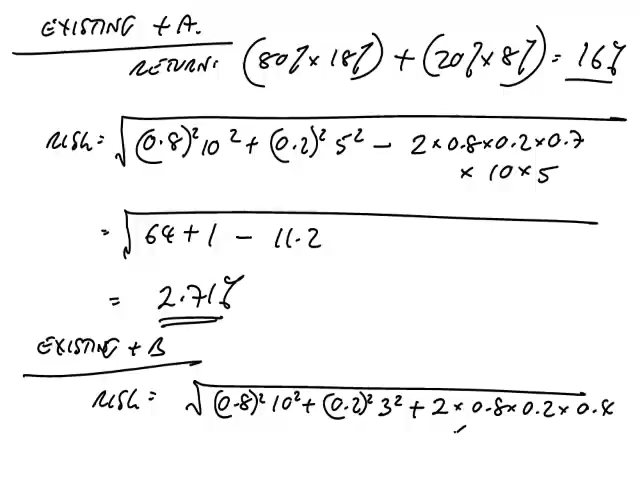 EXISTING + A.
RETURN: (80% × 18%) + (20% × 8%) = 16%
RISK = √(0.8)² 10² + (0.2)² 5² – 2 × 0.8 × 0.2 × 0.7
× 10 × 5
= √64 + 1 – 11.2
= 2.71%
EXISTING + B
RISK = √(0.8)² 10² + (0.2)² 3² + 2 × 0.8 × 0.2 × 0.4